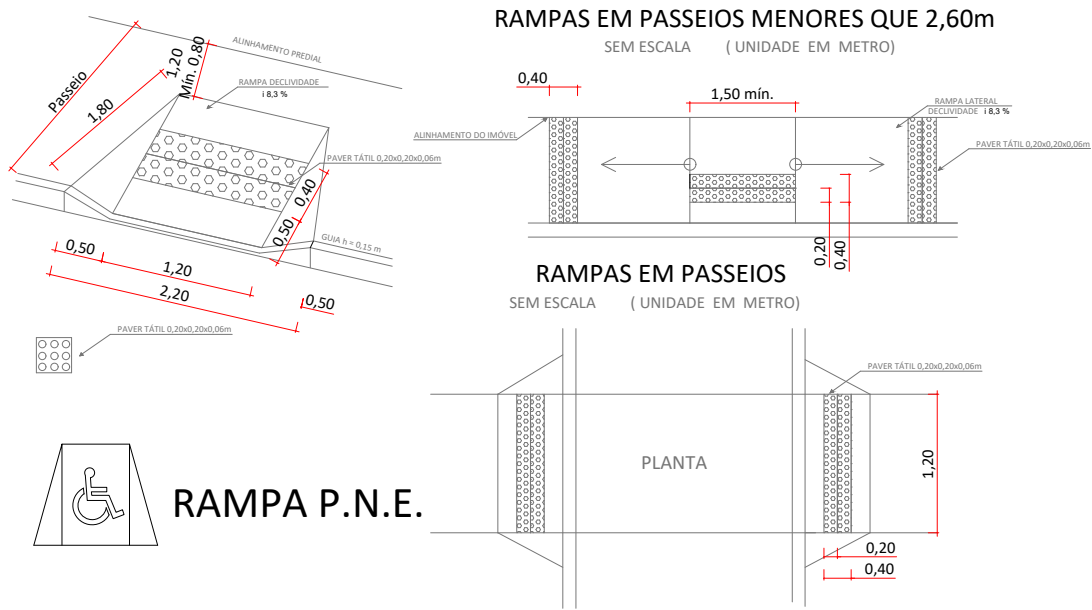 ALINHAMENTO PREDIAL
Passeio
1,80
1,20
Mín. 0,80
RAMPA DECLIVIDADE
i 8,3 %
PAVER TÁTIL 0,20x0,20x0,06m
0,40
0,50
GUIA h = 0,15 m
0,50
1,20
2,20
0,50
PAVER TÁTIL 0,20x0,20x0,06m
RAMPA P.N.E.
RAMPAS EM PASSEIOS MENORES QUE 2,60m
SEM ESCALA ( UNIDADE EM METRO)
0,40
1,50 mín.
RAMPA LATERAL
DECLIVIDADE i 8,3 %
ALINHAMENTO DO IMÓVEL
PAVER TÁTIL 0,20x0,20x0,06m
0,20
0,40
RAMPAS EM PASSEIOS
SEM ESCALA ( UNIDADE EM METRO)
PAVER TÁTIL 0,20x0,20x0,06m
PLANTA
1,20
0,20
0,40